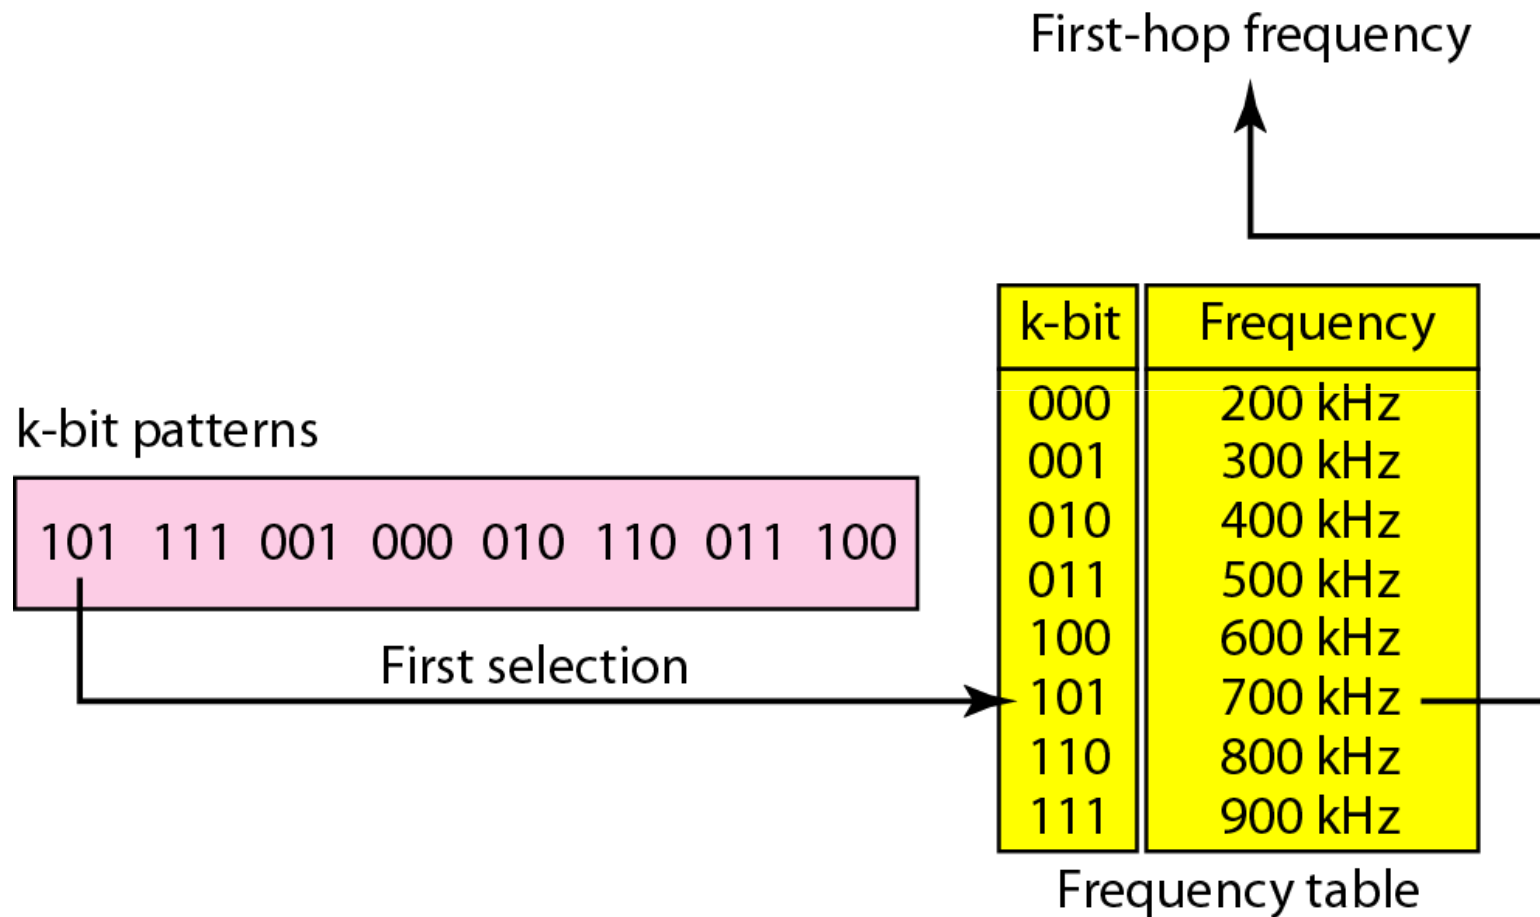 First-hop frequency
k-bit patterns
101 111 001 000 010 110 011 100
First selection
k-bit Frequency
000 200 kHz
001 300 kHz
010 400 kHz
011 500 kHz
100 600 kHz
101 700 kHz
110 800 kHz
111 900 kHz
Frequency table